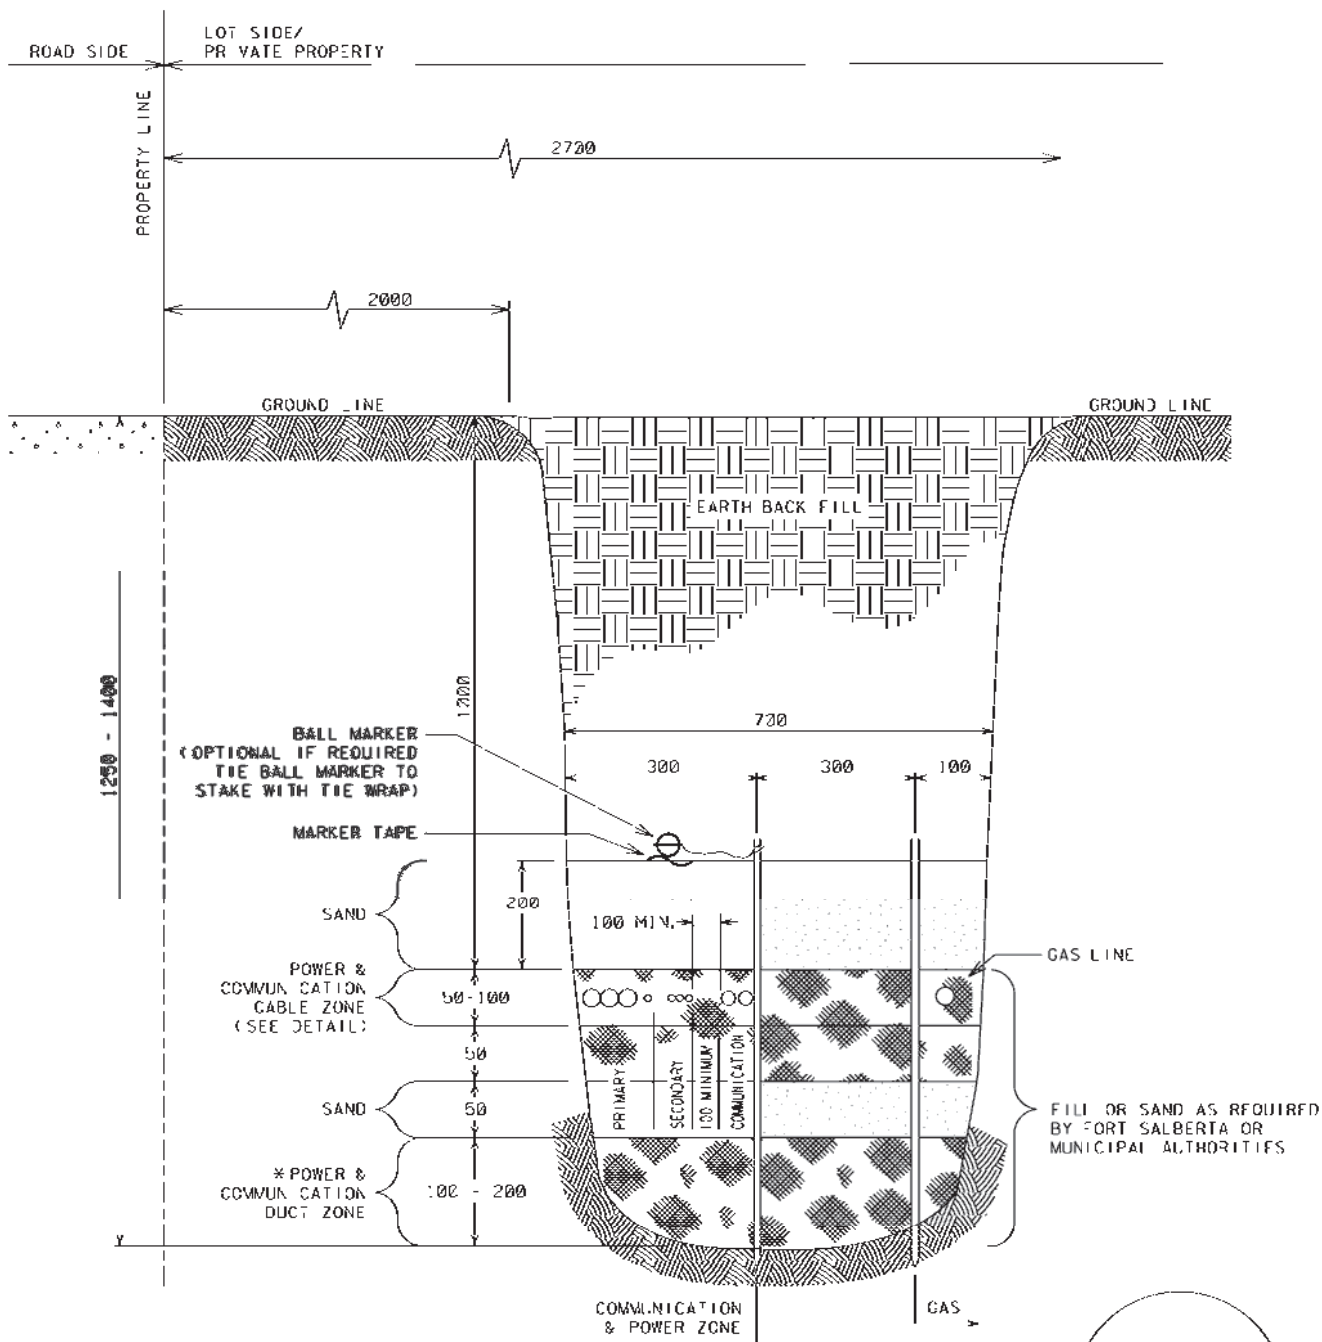 LOT SIDE/
ROAD SIDE
PR VATE PROPERTY
PROPERTY LINE
2700
2000
GROUND LINE
GROUND LINE
EARTH BACK FILL
1250 - 1400
1000
700
BALL MARKER
(OPTIONAL IF REQUIRED
TIE BALL MARKER TO
STAKE WITH TIE WRAP)
300
300
100
MARKER TAPE
200
SAND
100 MIN.
GAS LINE
POWER &
COMMUN CATION
CABLE ZONE
(SEE DETAIL)
50-100
50
PRIMARY
SECONDARY
100 MINIMUM
COMMUNICATION
SAND
50
FILL OR SAND AS REQUIRED
BY FORT SALBERTA OR
MUNICIPAL AUTHORITIES
*POWER &
COMMUN CATION
DUCT ZONE
100 - 200
COMMUNICATION
& POWER ZONE
GAS